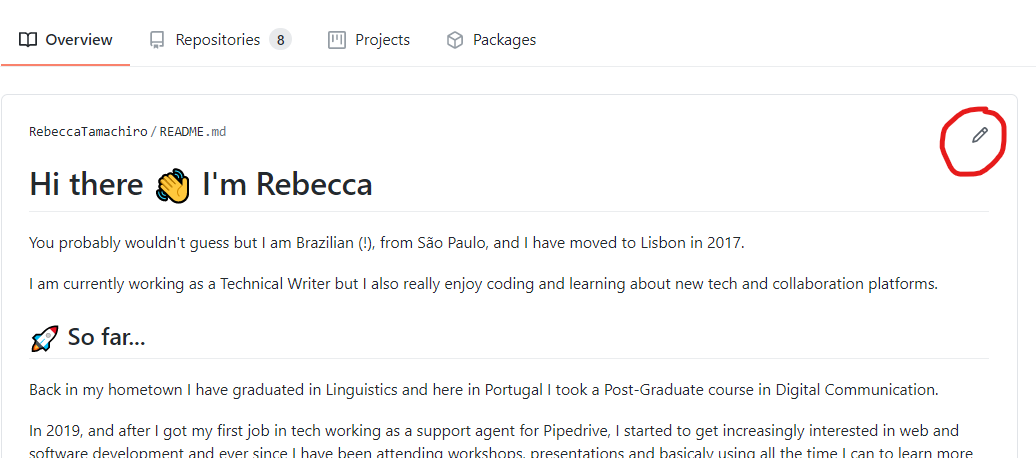 Overview Repositories 8 Projects Packages
RebeccaTamachiro / README.md
Hi there 👋 I'm Rebecca
You probably wouldn't guess but I am Brazilian (!), from São Paulo, and I have moved to Lisbon in 2017.
I am currently working as a Technical Writer but I also really enjoy coding and learning about new tech and collaboration platforms.
🚀 So far...
Back in my hometown I have graduated in Linguistics and here in Portugal I took a Post-Graduate course in Digital Communication.
In 2019, and after I got my first job in tech working as a support agent for Pipedrive, I started to get increasingly interested in web and
software development and ever since I have been attending workshops, presentations and basicaly using all the time I can to learn more